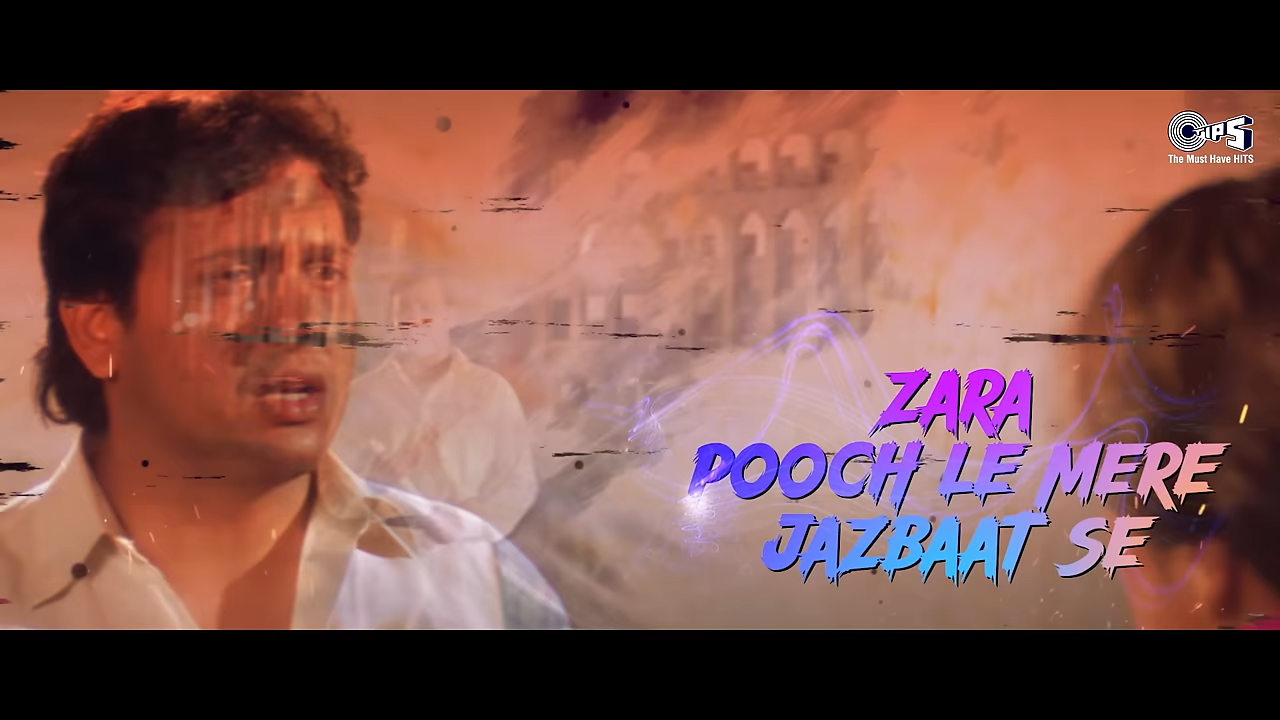 TIPS
The Must Have HITS
ZARA
POOCH LE MERE
JAZBAAT SE